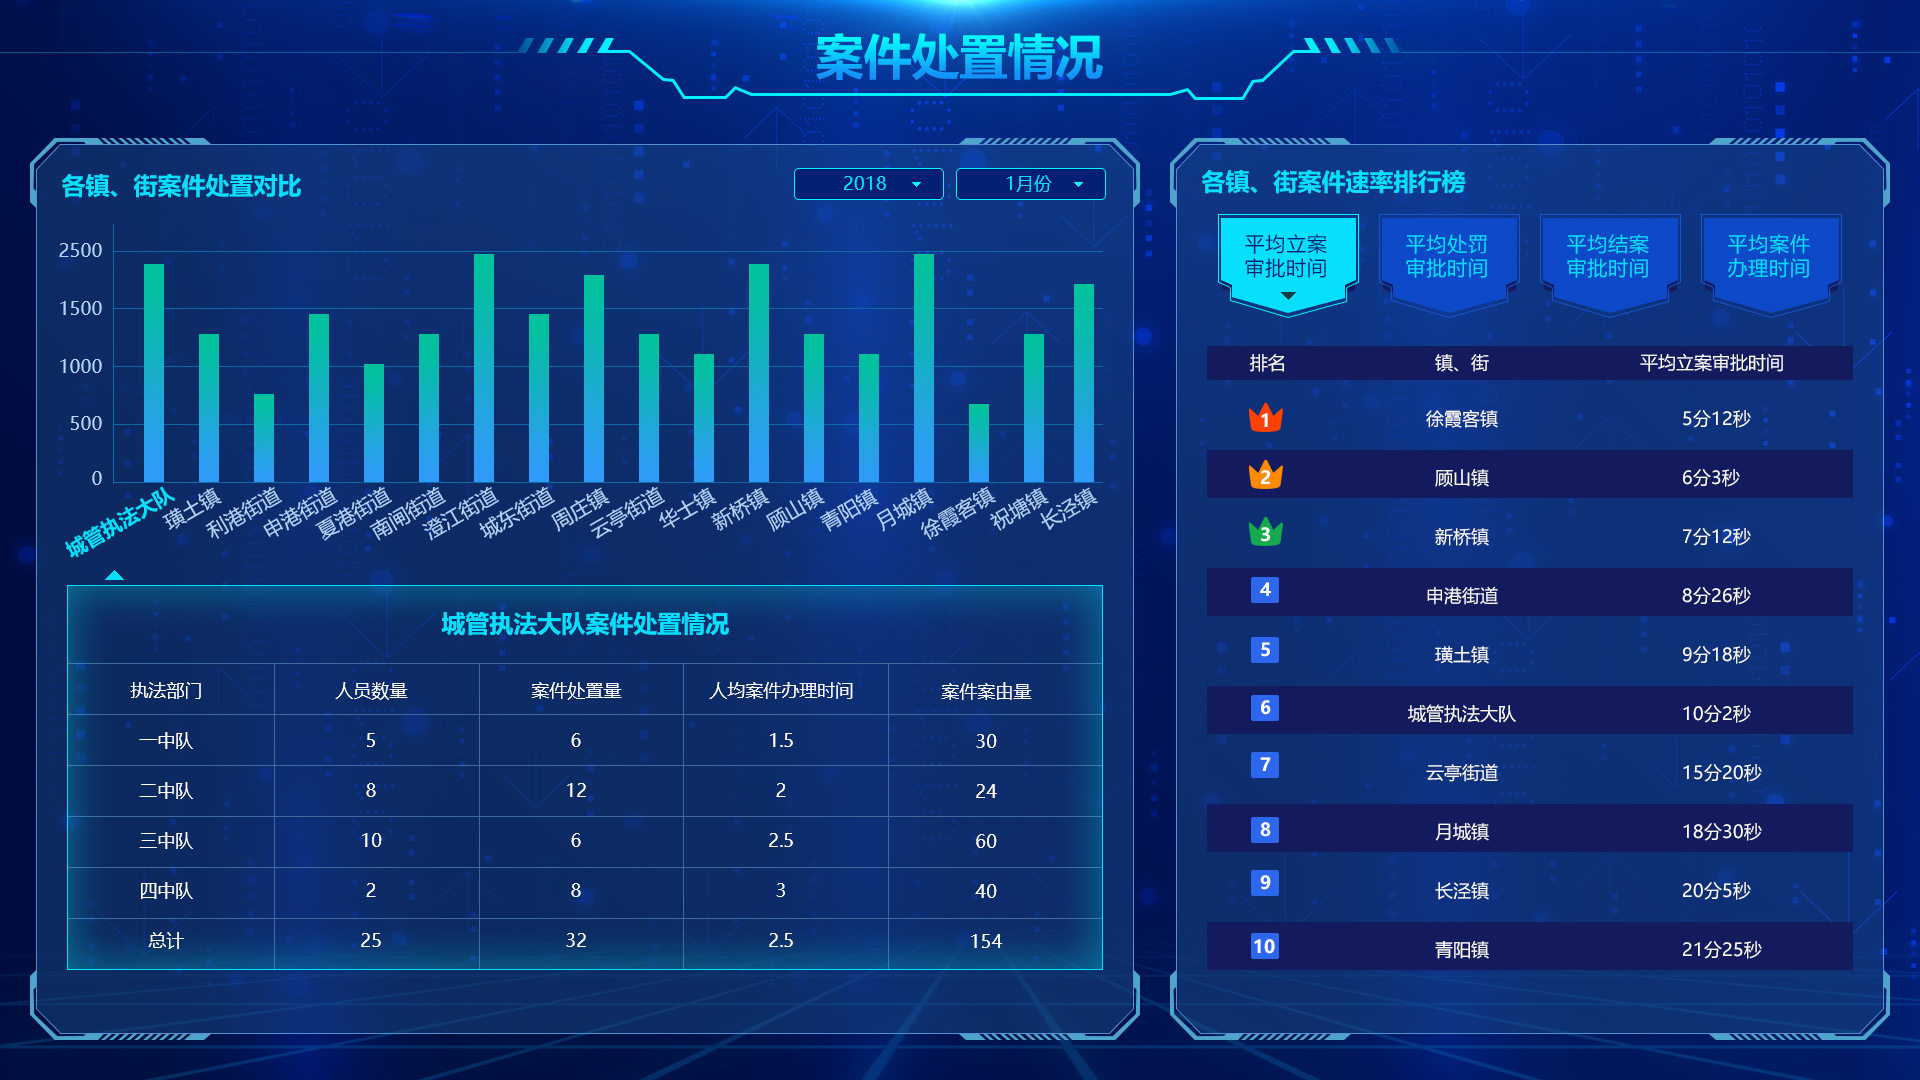 案件处置情况
各镇、街案件处置对比
2018
1月份
2500
1500
1000
500
0
城管执法大队
璜土镇
利港街道
申港街道
夏港街道
南闸街道
澄江街道
城东街道
周庄镇
云亭街道
华士镇
新桥镇
顾山镇
青阳镇
月城镇
徐霞客镇
祝塘镇
长泾镇
城管执法大队案件处置情况
执法部门 人员数量 案件处置量 人均案件办理时间 案件案由量
一中队 5 6 1.5 30
二中队 8 12 2 24
三中队 10 6 2.5 60
四中队 2 8 3 40
总计 25 32 2.5 154
各镇、街案件速率排行榜
平均立案
审批时间
平均处罚
审批时间
平均结案
审批时间
平均案件
办理时间
排名 镇、街 平均立案审批时间
1 徐霞客镇 5分12秒
2 顾山镇 6分3秒
3 新桥镇 7分12秒
4 申港街道 8分26秒
5 璜土镇 9分18秒
6 城管执法大队 10分2秒
7 云亭街道 15分20秒
8 月城镇 18分30秒
9 长泾镇 20分5秒
10 青阳镇 21分25秒